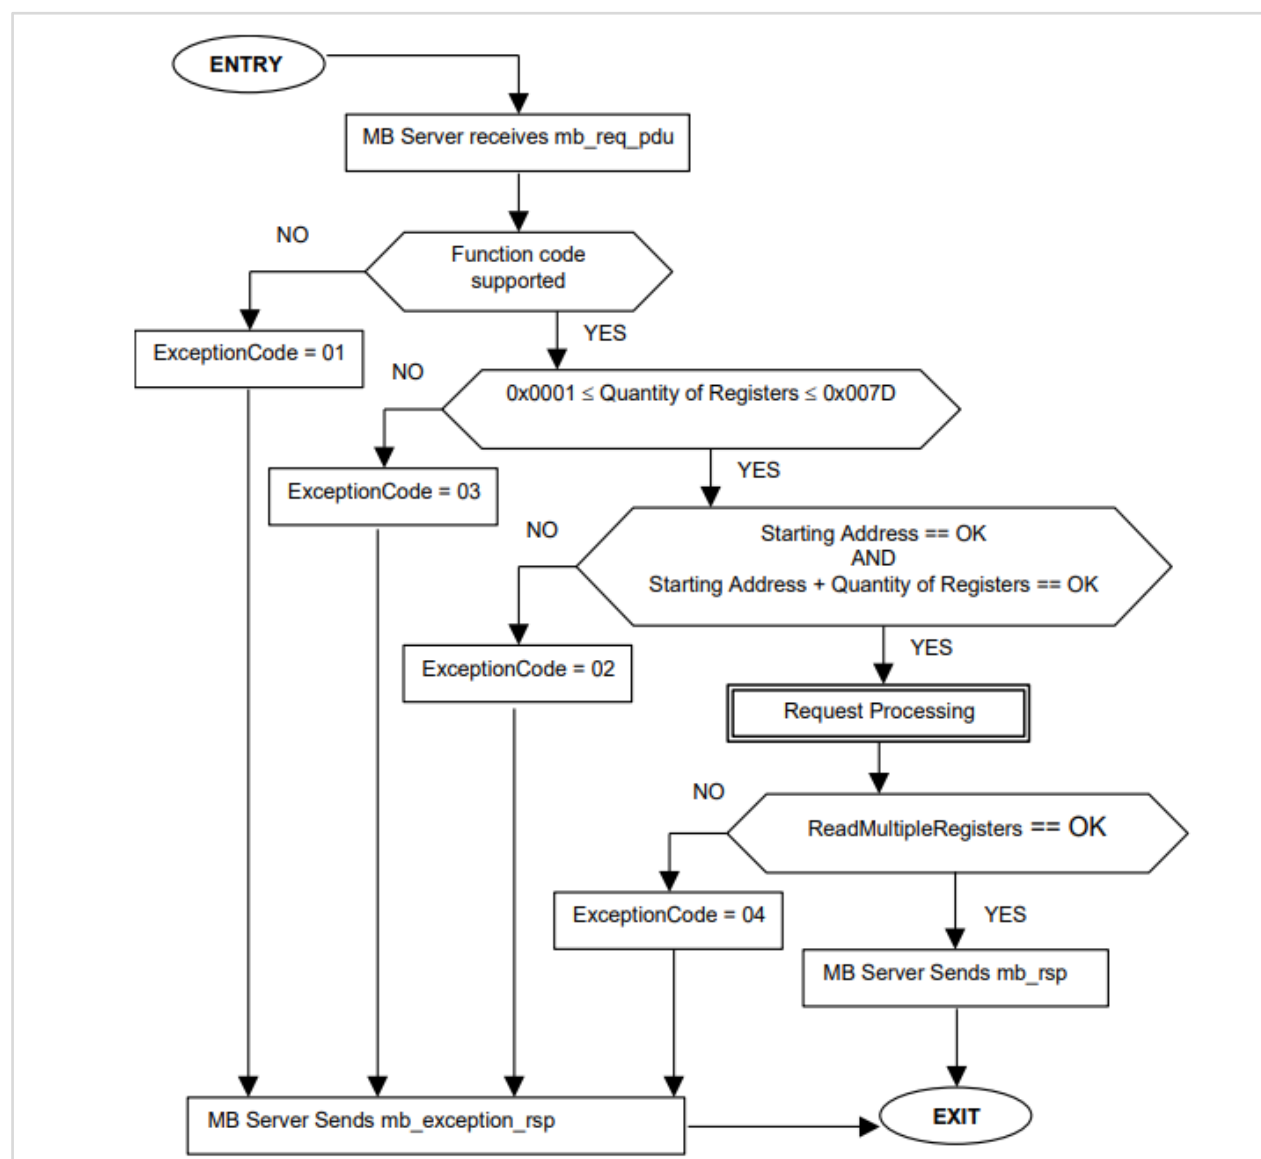 ENTRY
MB Server receives mb_req_pdu
NO
Function code
supported
YES
ExceptionCode = 01
NO
0x0001 ≤ Quantity of Registers ≤ 0x007D
YES
ExceptionCode = 03
NO
Starting Address == OK
AND
Starting Address + Quantity of Registers == OK
YES
ExceptionCode = 02
Request Processing
NO
ReadMultipleRegisters == OK
YES
ExceptionCode = 04
MB Server Sends mb_rsp
MB Server Sends mb_exception_rsp
EXIT